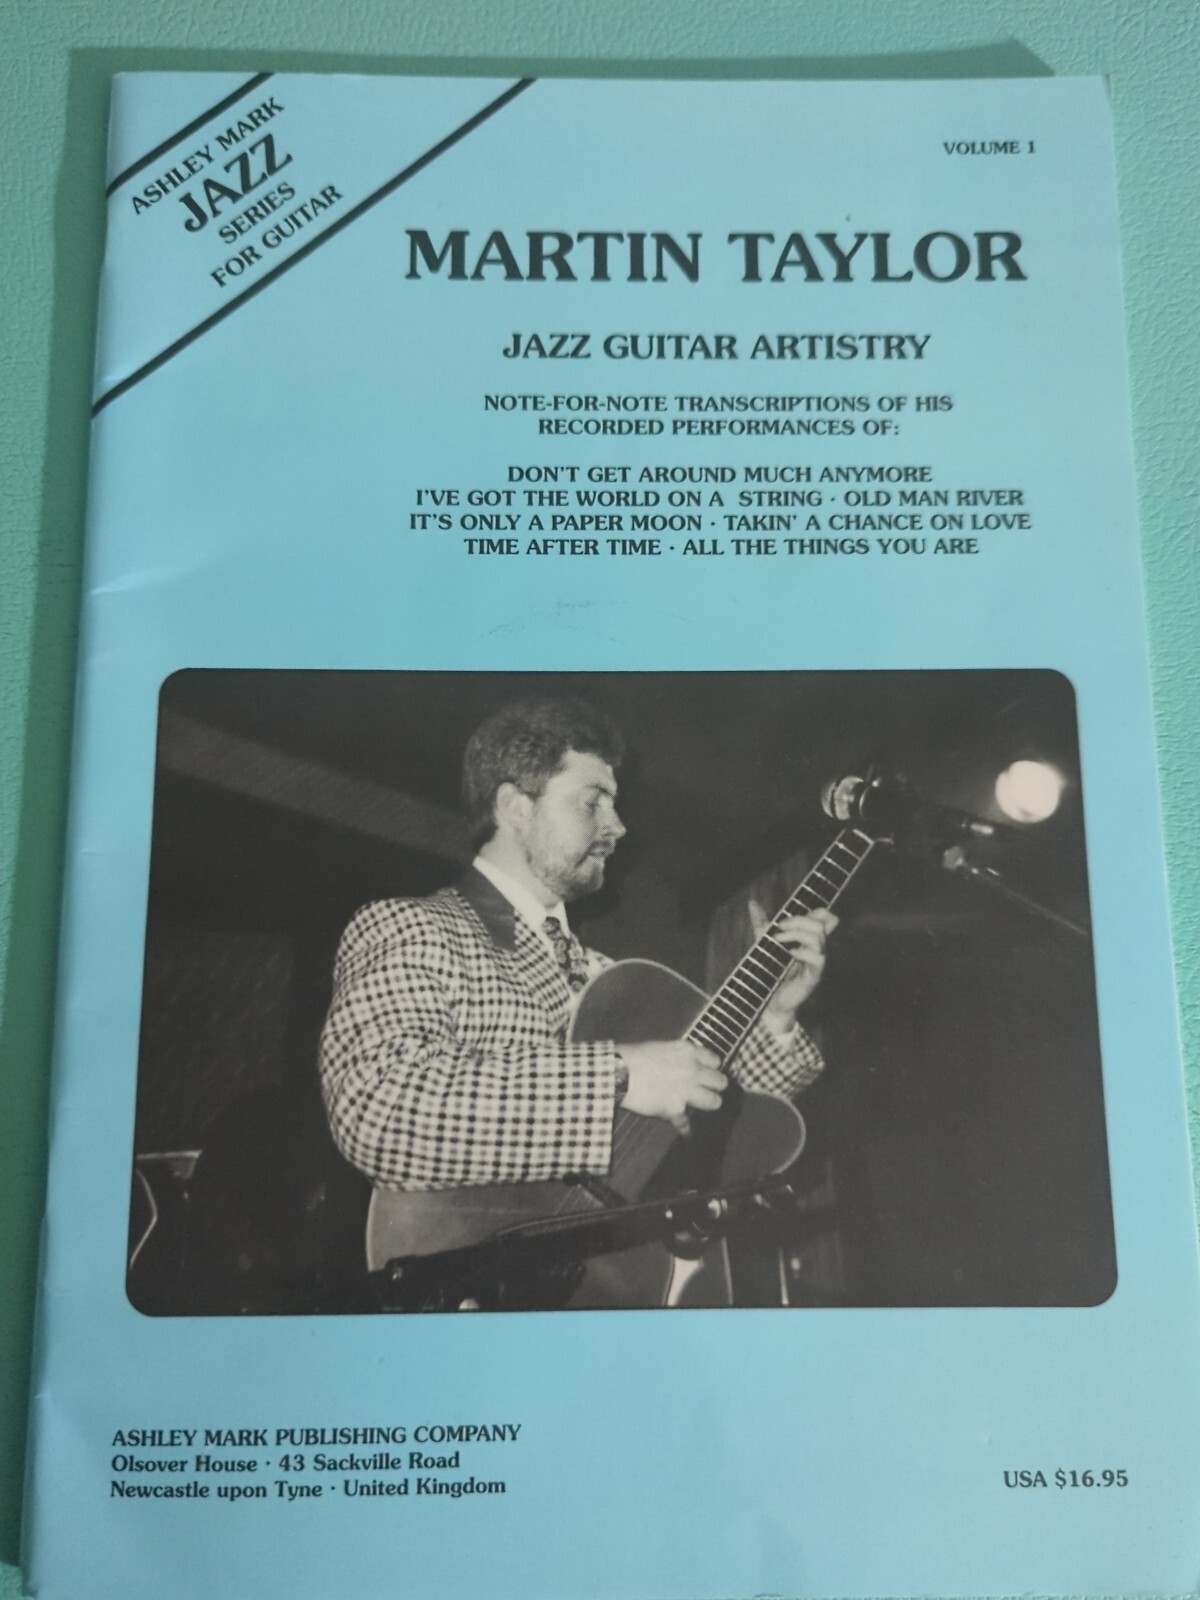 ASHLEY MARK
JAZZ
SERIES
FOR GUITAR
VOLUME 1
MARTIN TAYLOR
JAZZ GUITAR ARTISTRY
NOTE-FOR-NOTE TRANSCRIPTIONS OF HIS
RECORDED PERFORMANCES OF:
DON'T GET AROUND MUCH ANYMORE
I'VE GOT THE WORLD ON A STRING · OLD MAN RIVER
IT'S ONLY A PAPER MOON · TAKIN' A CHANCE ON LOVE
TIME AFTER TIME · ALL THE THINGS YOU ARE
ASHLEY MARK PUBLISHING COMPANY
Olsover House · 43 Sackville Road
Newcastle upon Tyne · United Kingdom
USA $16.95